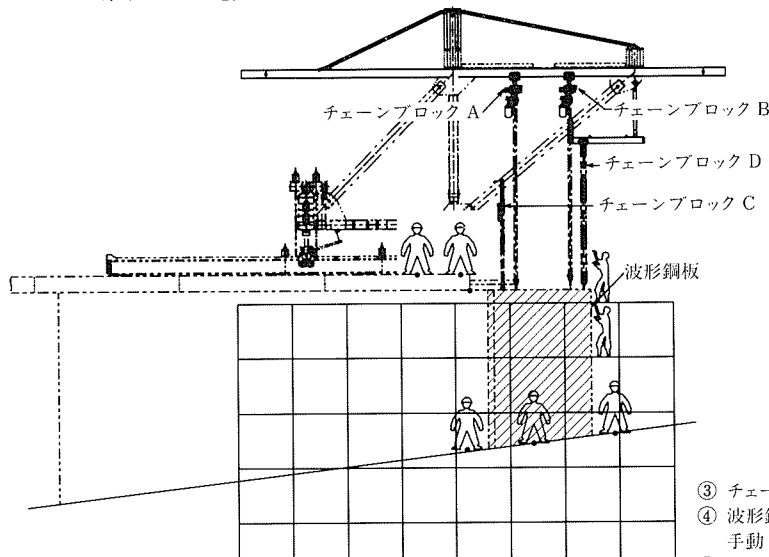 チェーンブロック A
チェーンブロック B
チェーンブロック D
チェーンブロック C
波形鋼板
③ チェー
④ 波形鋼
手動